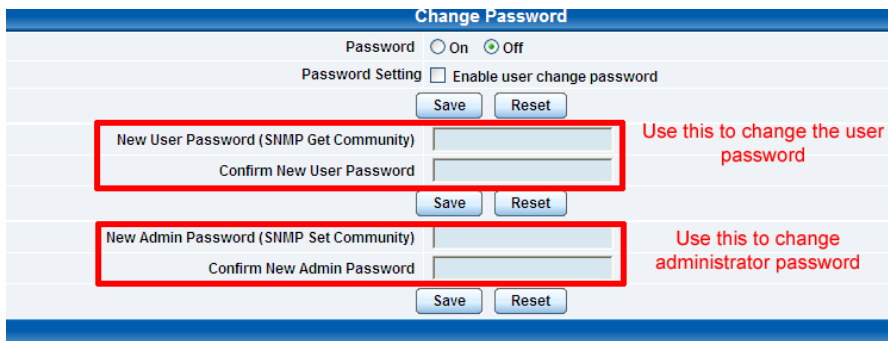 Change Password
Password On Off
Password Setting Enable user change password
Save Reset
New User Password (SNMP Get Community)
Use this to change the user
password
Confirm New User Password
Save Reset
New Admin Password (SNMP Set Community)
Use this to change
administrator password
Confirm New Admin Password
Save Reset